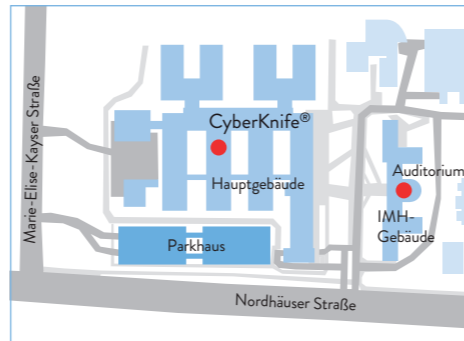 Marie-Elise-Kayser Straße
CyberKnife®
Hauptgebäude
Auditorium
IMH-
Gebäude
Parkhaus
Nordhäuser Straße